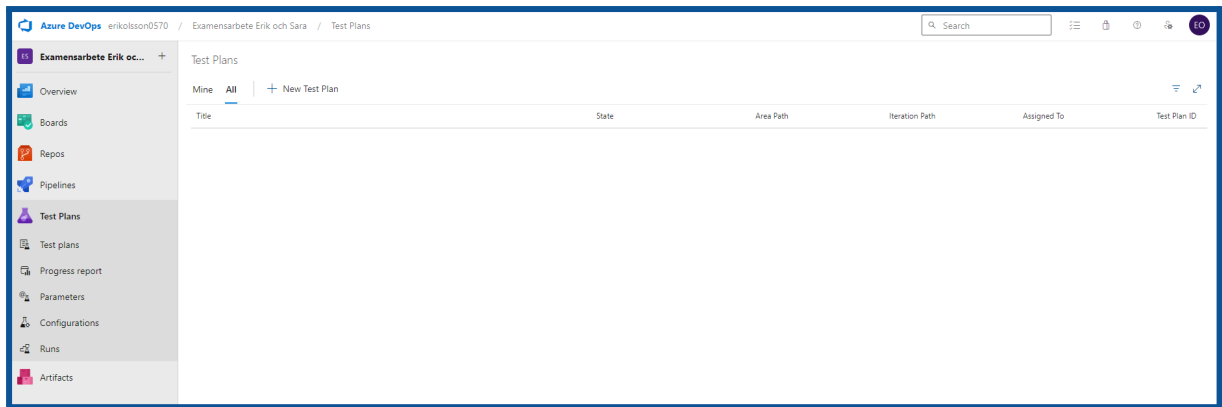 Azure DevOps erikolsson0570 / Examensarbete Erik och Sara / Test Plans Search EO
ES Examensarbete Erik oc... +
Test Plans
Overview
Mine All + New Test Plan
Title State Area Path Iteration Path Assigned To Test Plan ID
Boards
Repos
Pipelines
Test Plans
Test plans
Progress report
Parameters
Configurations
Runs
Artifacts